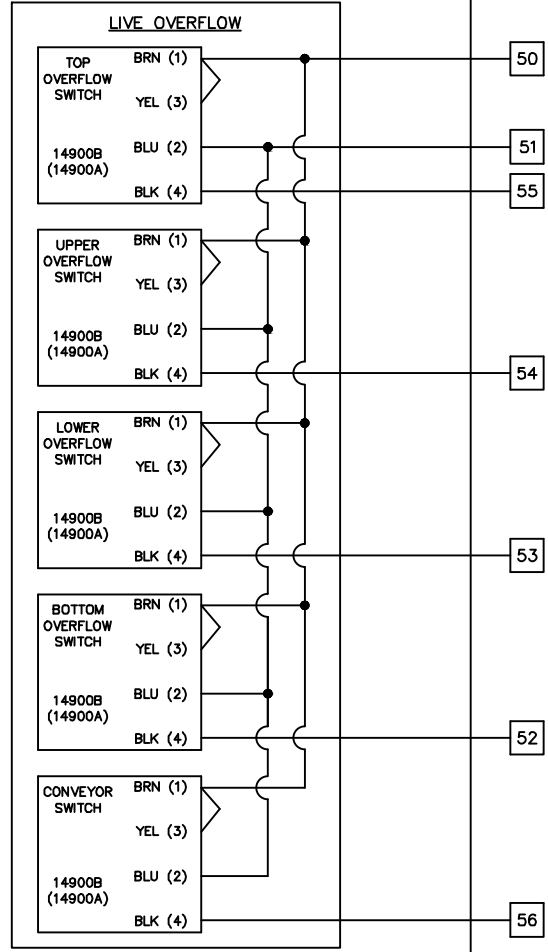 LIVE OVERFLOW
TOP
OVERFLOW
SWITCH
14900B
(14900A)
BRN (1)
YEL (3)
BLU (2)
BLK (4)
50
51
55
UPPER
OVERFLOW
SWITCH
14900B
(14900A)
BRN (1)
YEL (3)
BLU (2)
BLK (4)
54
LOWER
OVERFLOW
SWITCH
14900B
(14900A)
BRN (1)
YEL (3)
BLU (2)
BLK (4)
53
BOTTOM
OVERFLOW
SWITCH
14900B
(14900A)
BRN (1)
YEL (3)
BLU (2)
BLK (4)
52
CONVEYOR
SWITCH
14900B
(14900A)
BRN (1)
YEL (3)
BLU (2)
BLK (4)
56